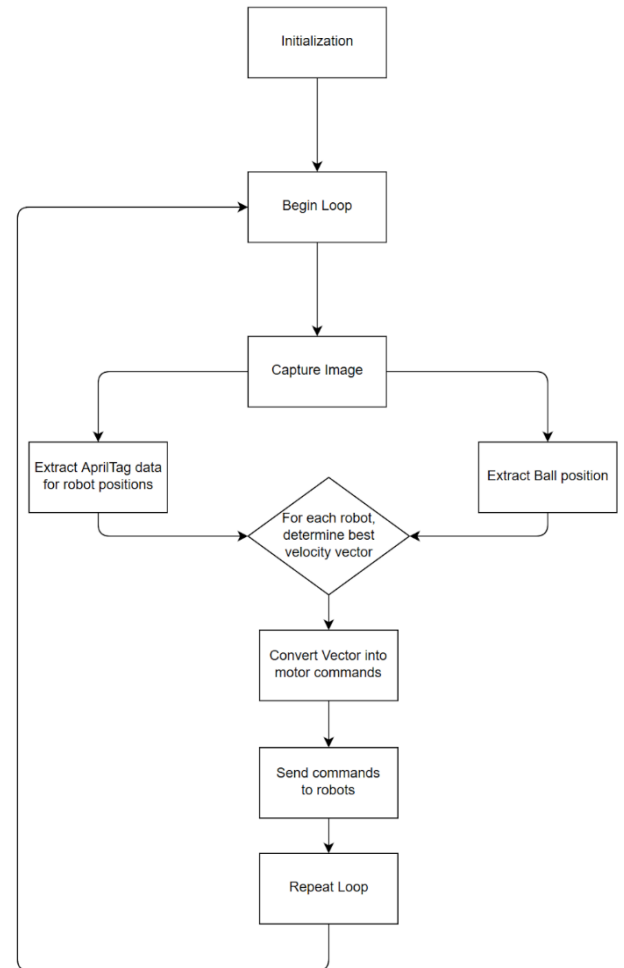 Initialization
Begin Loop
Capture Image
Extract AprilTag data
for robot positions
Extract Ball position
For each robot,
determine best
velocity vector
Convert Vector into
motor commands
Send commands
to robots
Repeat Loop